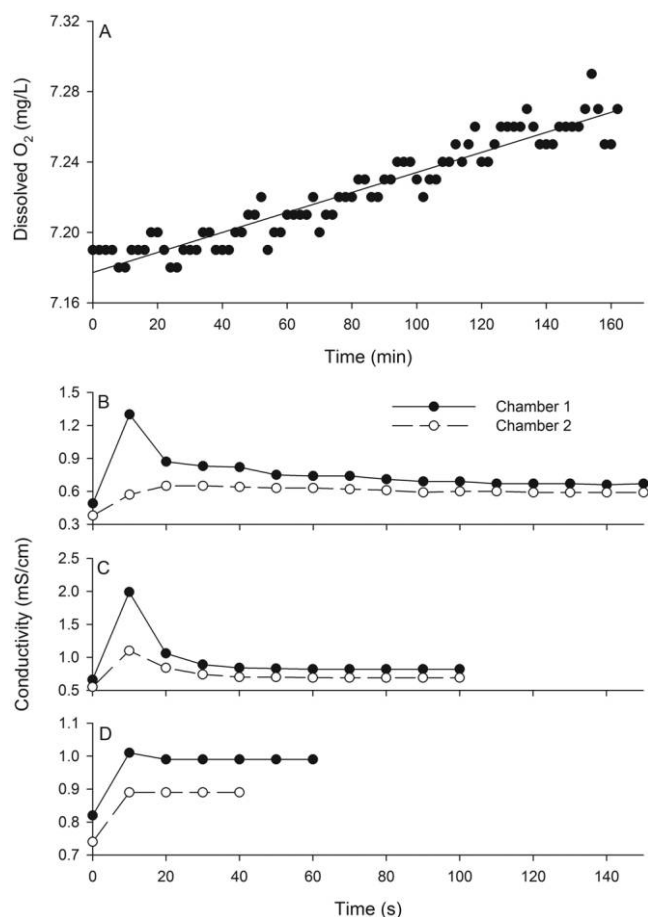 A
Dissolved O2 (mg/L)
7.32
7.28
7.24
7.20
7.16
0 20 40 60 80 100 120 140 160
Time (min)
B
Chamber 1
Chamber 2
1.5
1.2
0.9
0.6
0.3
Conductivity (mS/cm)
C
2.5
2.0
1.5
1.0
0.5
D
1.1
1.0
0.9
0.8
0.7
0 20 40 60 80 100 120 140
Time (s)